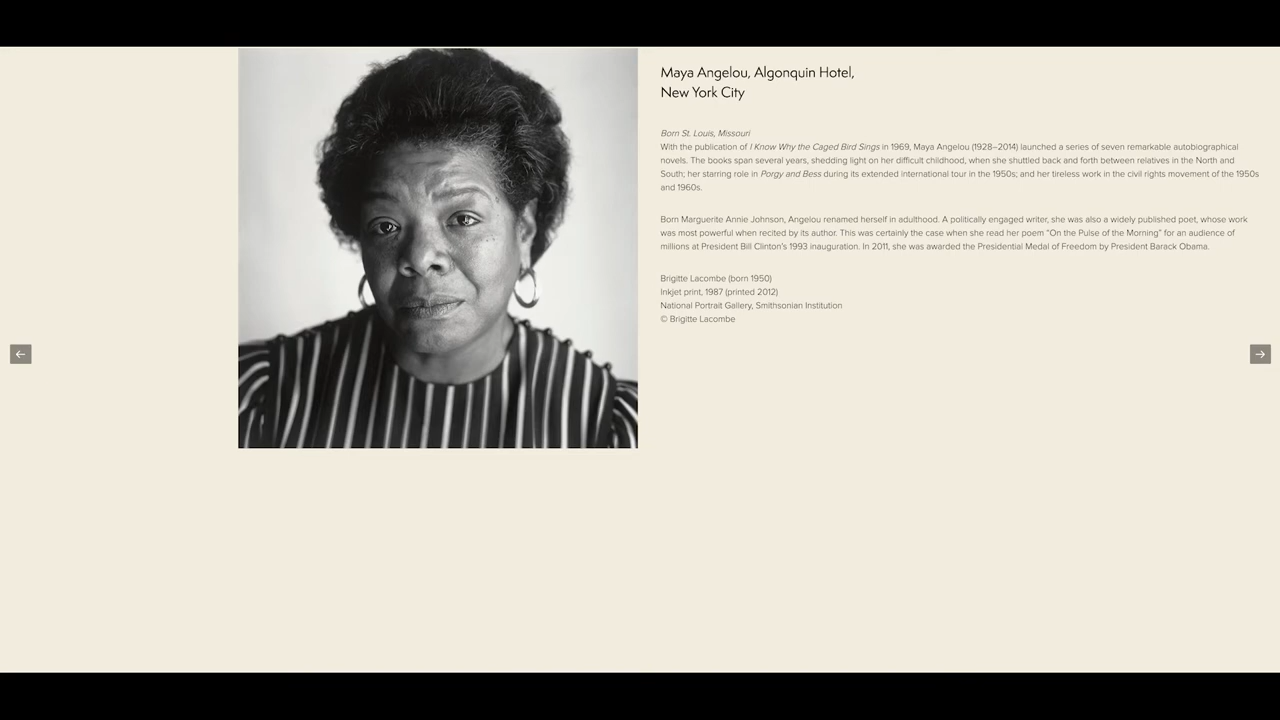 Maya Angelou, Algonquin Hotel,
New York City
Born St. Louis, Missouri
With the publication of I Know Why the Caged Bird Sings in 1969, Maya Angelou (1928–2014) launched a series of seven remarkable autobiographical
novels. The books span several years, shedding light on her difficult childhood, when she shuttled back and forth between relatives in the North and
South; her starring role in Porgy and Bess during its extended international tour in the 1950s; and her tireless work in the civil rights movement of the 1950s
and 1960s.
Born Marguerite Annie Johnson, Angelou renamed herself in adulthood. A politically engaged writer, she was also a widely published poet, whose work
was most powerful when recited by its author. This was certainly the case when she read her poem “On the Pulse of the Morning” for an audience of
millions at President Bill Clinton’s 1993 inauguration. In 2011, she was awarded the Presidential Medal of Freedom by President Barack Obama.
Brigitte Lacombe (born 1950)
Inkjet print, 1987 (printed 2012)
National Portrait Gallery, Smithsonian Institution
© Brigitte Lacombe